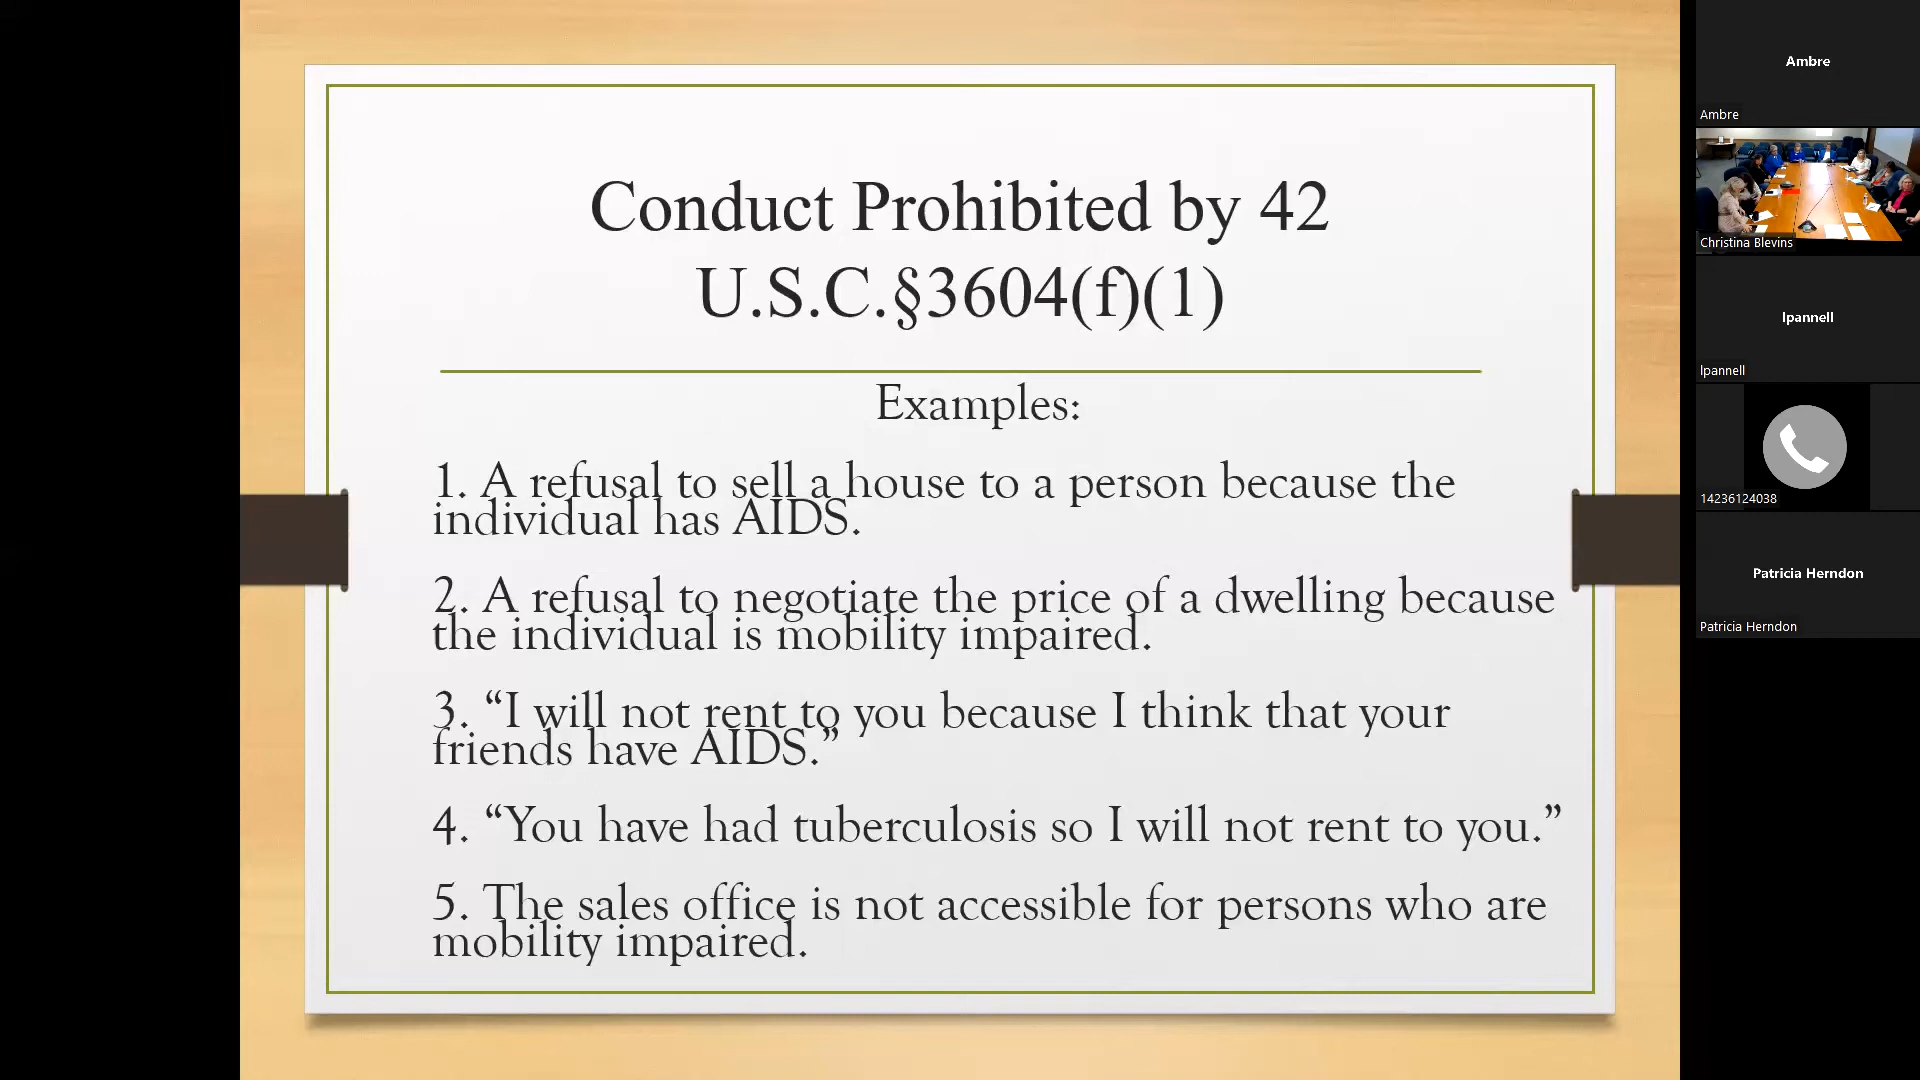 Conduct Prohibited by 42
U.S.C.§3604(f)(1)
Examples:
1. A refusal to sell a house to a person because the
individual has AIDS.
2. A refusal to negotiate the price of a dwelling because
the individual is mobility impaired.
3. “I will not rent to you because I think that your
friends have AIDS.”
4. “You have had tuberculosis so I will not rent to you.”
5. The sales office is not accessible for persons who are
mobility impaired.
Ambre
Ambre
Christina Blevins
lpannell
lpannell
14236124038
Patricia Herndon
Patricia Herndon